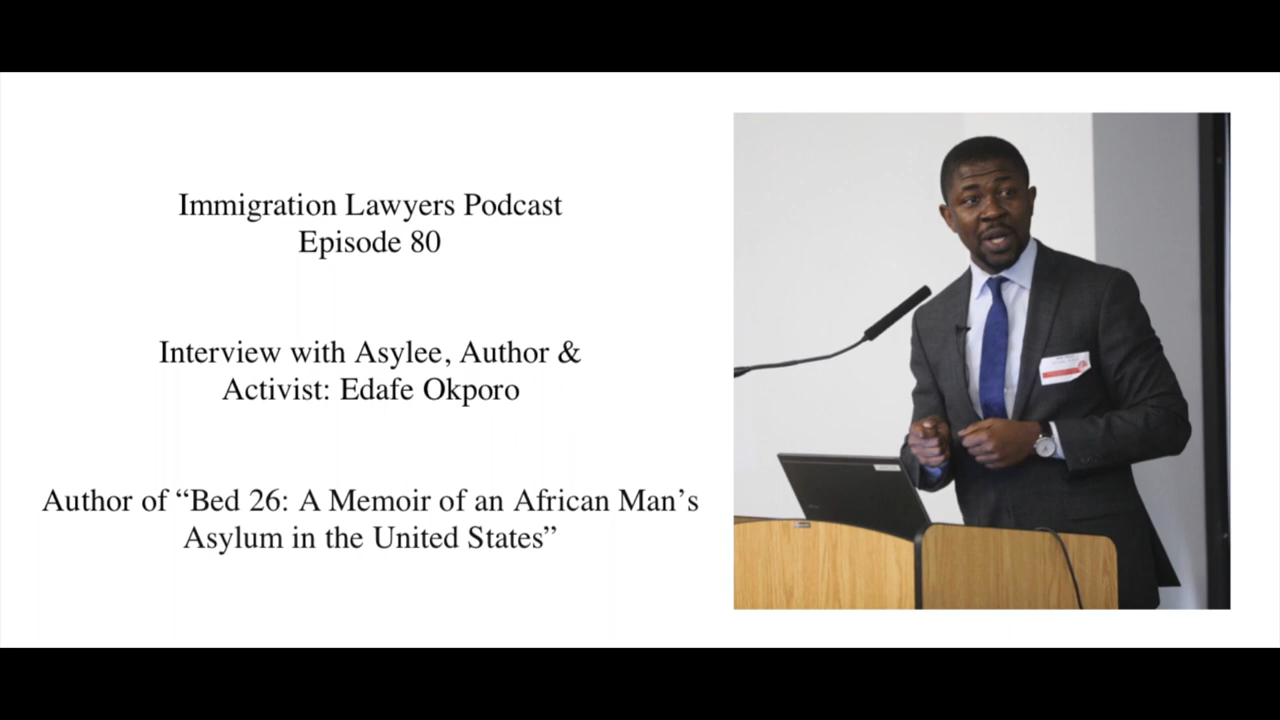 Immigration Lawyers Podcast
Episode 80
Interview with Asylee, Author &
Activist: Edafe Okporo
Author of “Bed 26: A Memoir of an African Man’s
Asylum in the United States”